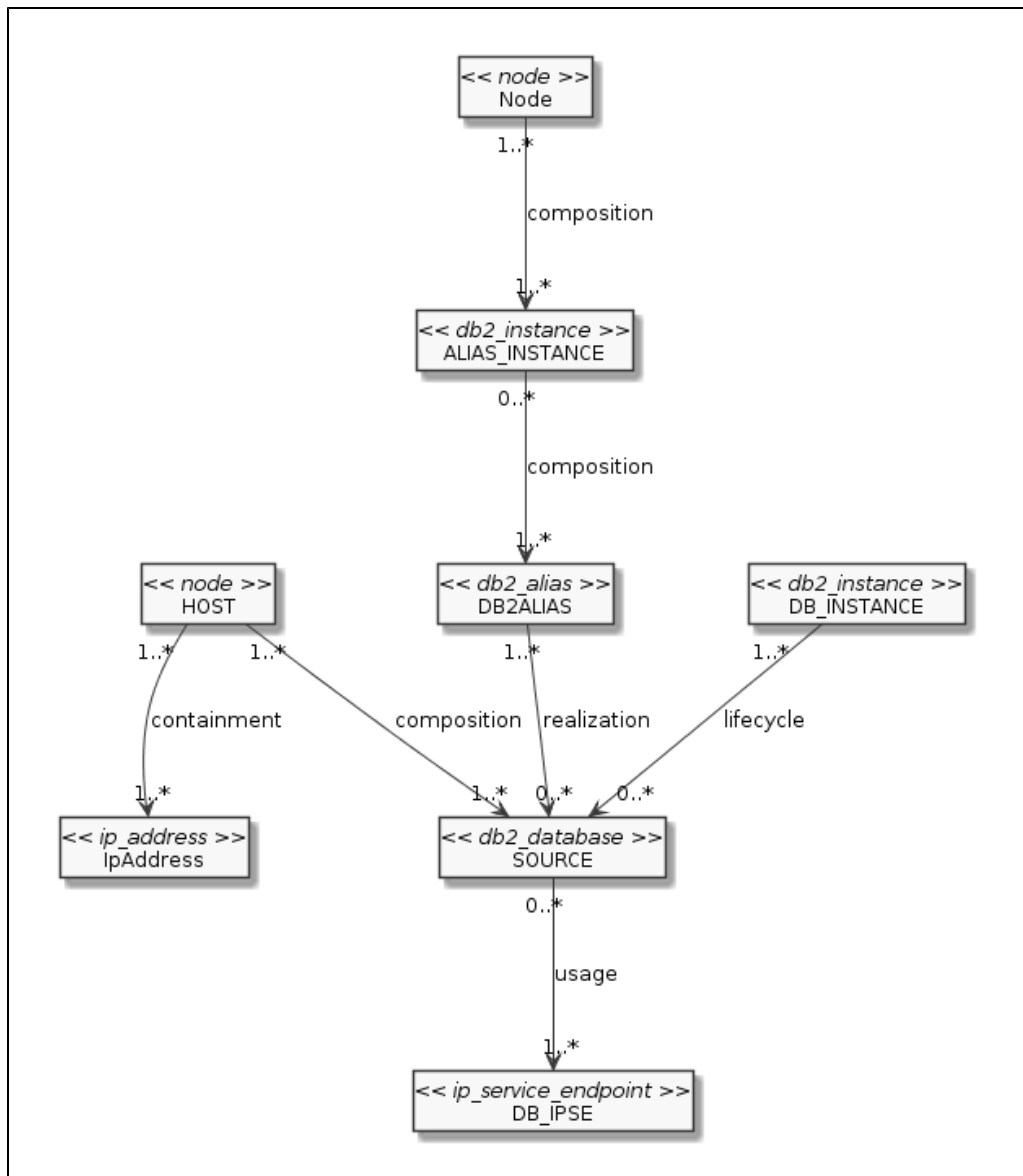 << node >>
Node
1..*
composition
1..*
<< db2_instance >>
ALIAS_INSTANCE
0..*
composition
1..*
<< node >>
HOST
<< db2_alias >>
DB2ALIAS
<< db2_instance >>
DB_INSTANCE
1..*
1..*
1..*
1..*
containment
composition
realization
lifecycle
1..*
1..*
0..*
0..*
<< ip_address >>
IpAddress
<< db2_database >>
SOURCE
0..*
usage
1..*
<< ip_service_endpoint >>
DB_IPSE